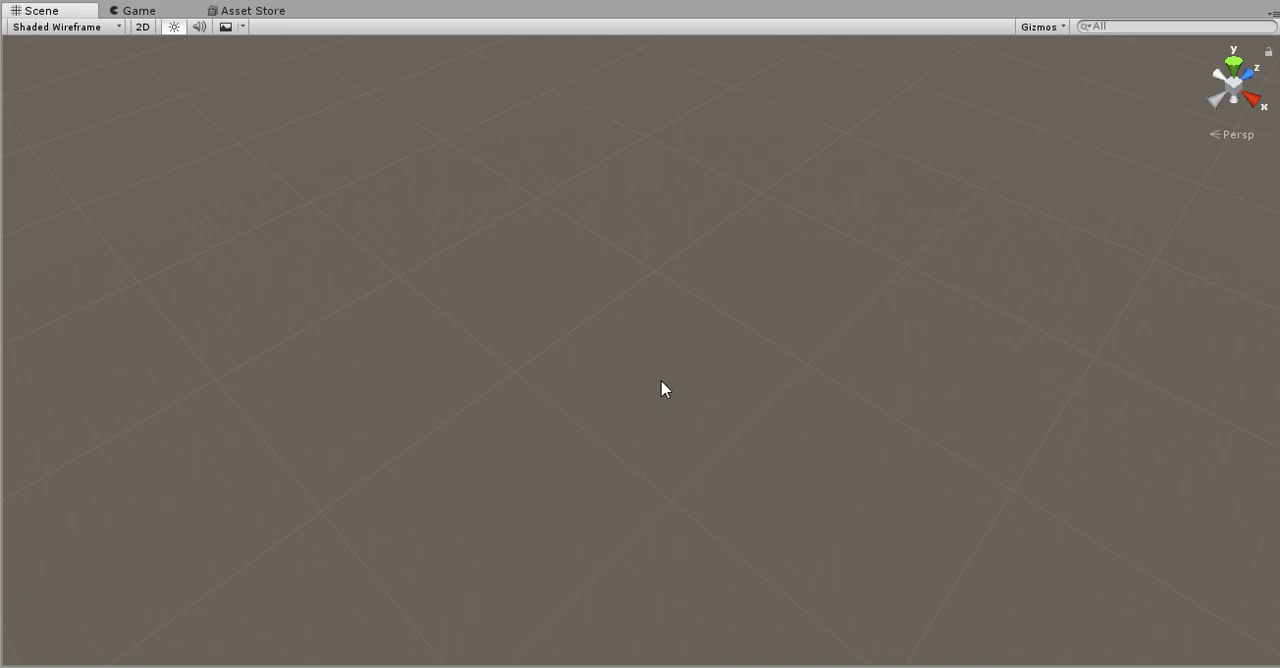 Scene Game Asset Store
Shaded Wireframe 2D Gizmos All
y
z
x
Persp